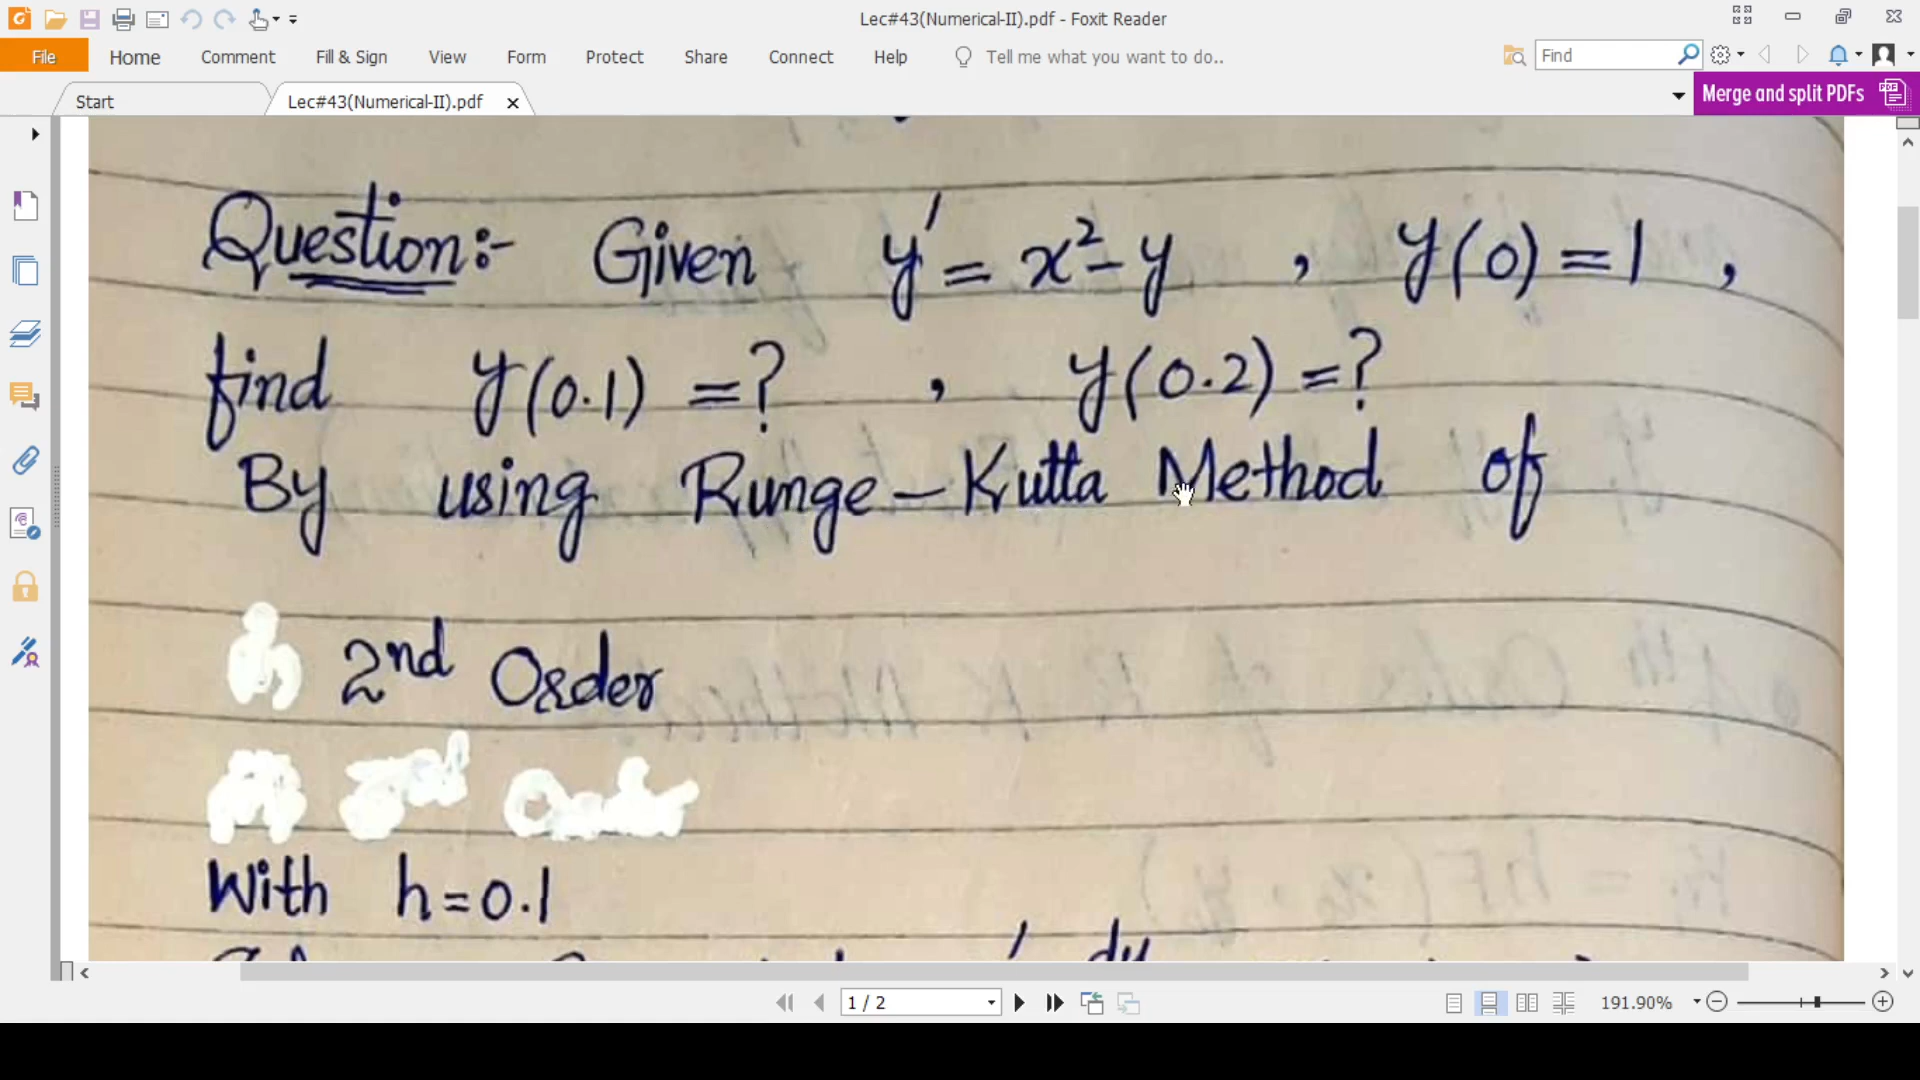 Lec#43(Numerical-II).pdf - Foxit Reader
File Home Comment Fill & Sign View Form Protect Share Connect Help Tell me what you want to do.. Find
Start Lec#43(Numerical-II).pdf Merge and split PDFs
Question:- Given y' = x² - y , y(0) = 1 ,
find y(0.1) = ? , y(0.2) = ?
By using Runge - Kutta Method of
2nd Order
With h = 0.1
1 / 2 191.90%